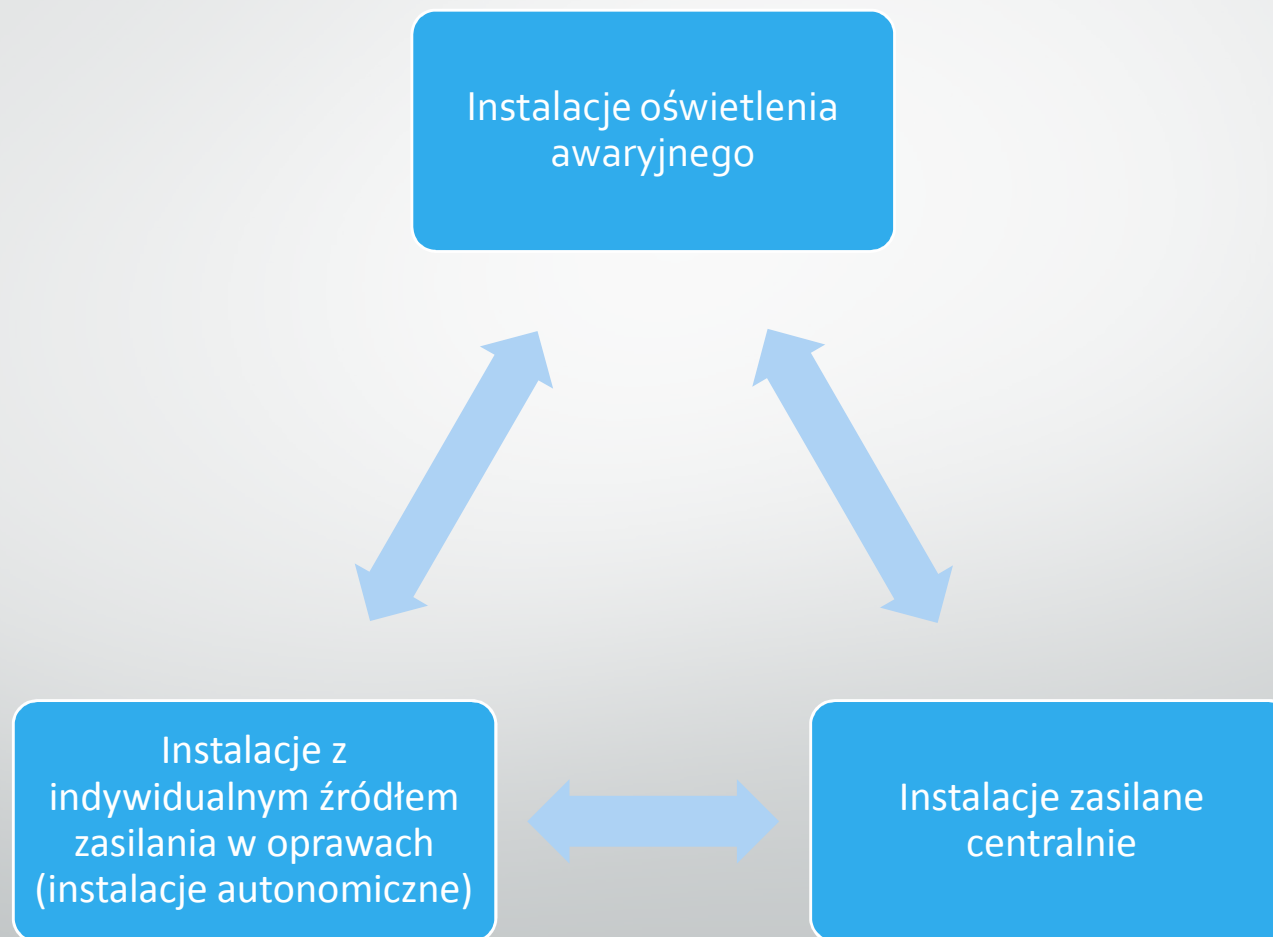 Instalacje oświetlenia
awaryjnego
Instalacje z
indywidualnym źródłem
zasilania w oprawach
(instalacje autonomiczne)
Instalacje zasilane
centralnie